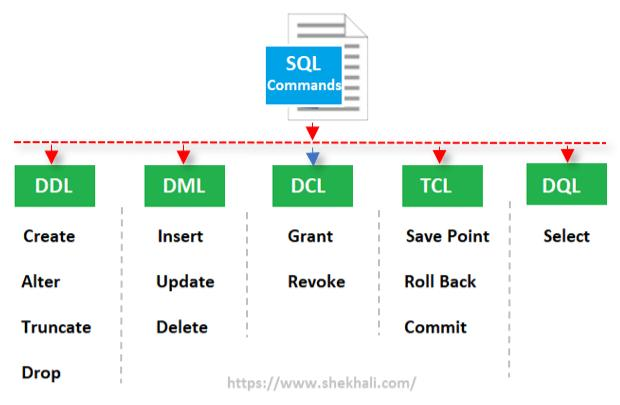 SQL
Commands
DDL
DML
DCL
TCL
DQL
Create
Insert
Grant
Save Point
Select
Alter
Update
Revoke
Roll Back
Truncate
Delete
Commit
Drop
https://www.shekhali.com/